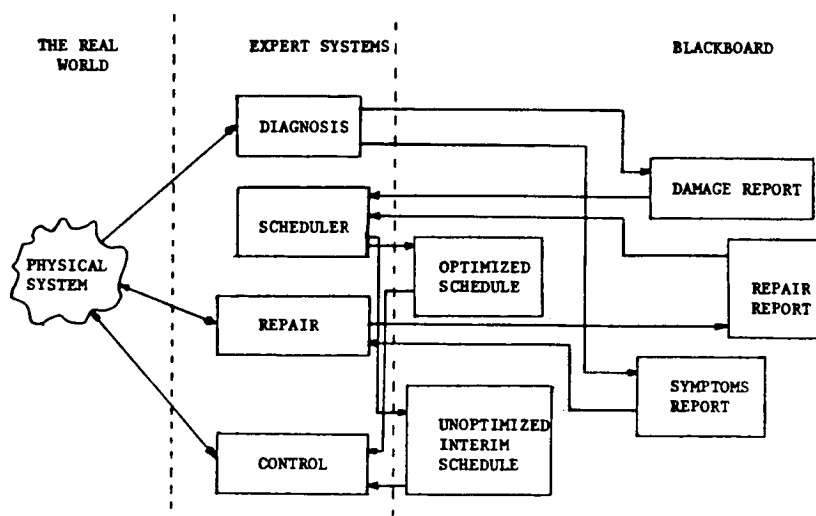 THE REAL
WORLD
EXPERT SYSTEMS
BLACKBOARD
DIAGNOSIS
DAMAGE REPORT
SCHEDULER
PHYSICAL
SYSTEM
OPTIMIZED
SCHEDULE
REPAIR
REPORT
REPAIR
SYMPTOMS
REPORT
UNOPTIMIZED
INTERIM
SCHEDULE
CONTROL